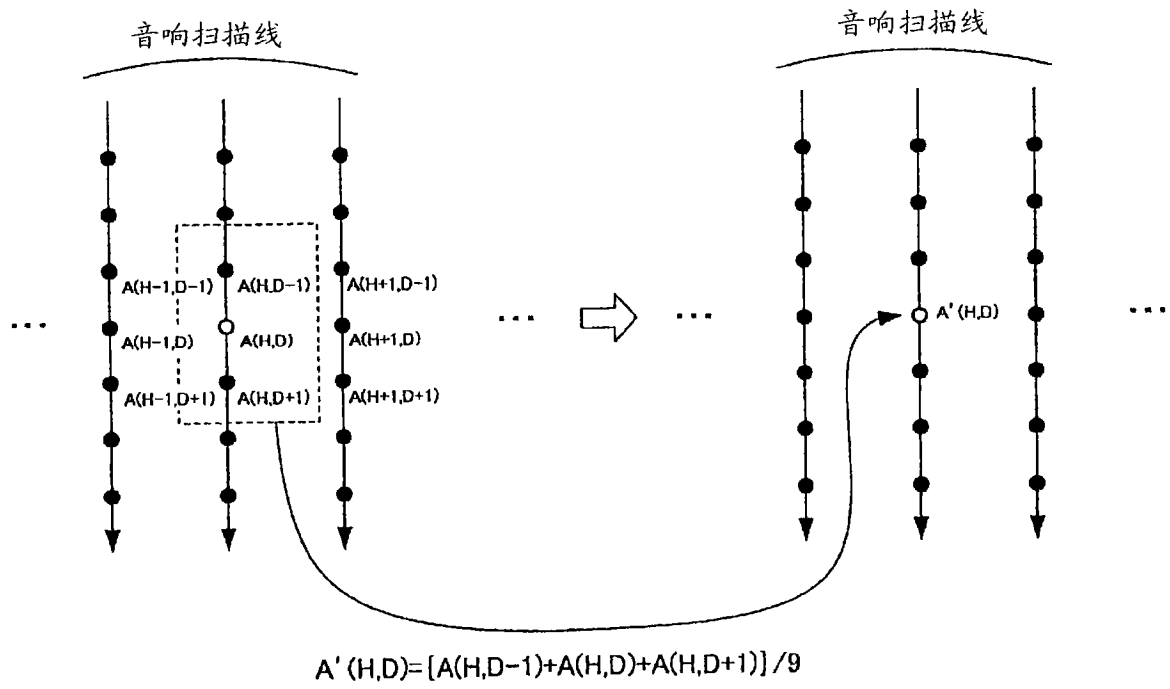 音响扫描线
音响扫描线
A(H-1,D-1) A(H,D-1) A(H+1,D-1)
... A(H-1,D) A(H,D) A(H+1,D) ... ... A'(H,D) ...
A(H-1,D+1) A(H,D+1) A(H+1,D+1)
A'(H,D)=[A(H,D-1)+A(H,D)+A(H,D+1)]/9